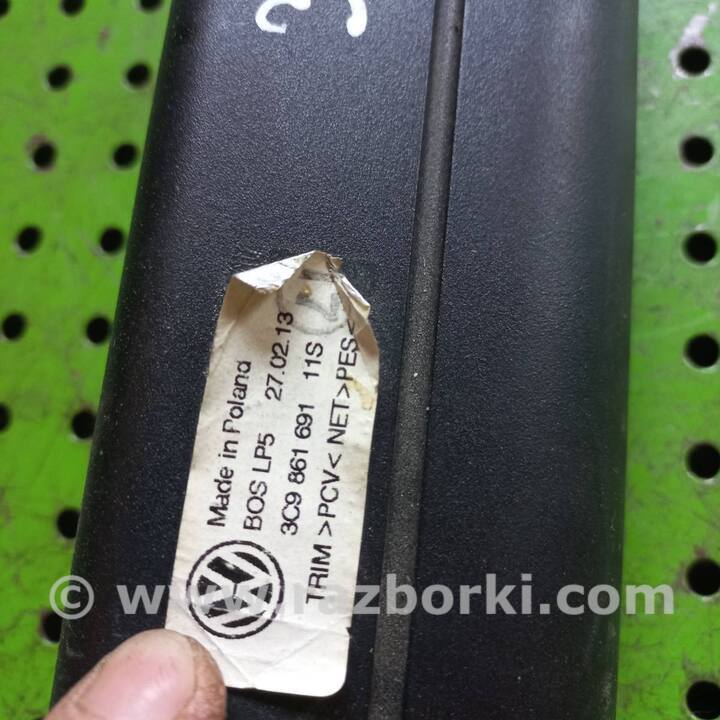 Made in Poland
BOS LP5 27.02.13
3C9 861 691 11S
TRIM >PCV< NET>PES<
© www.razborki.com